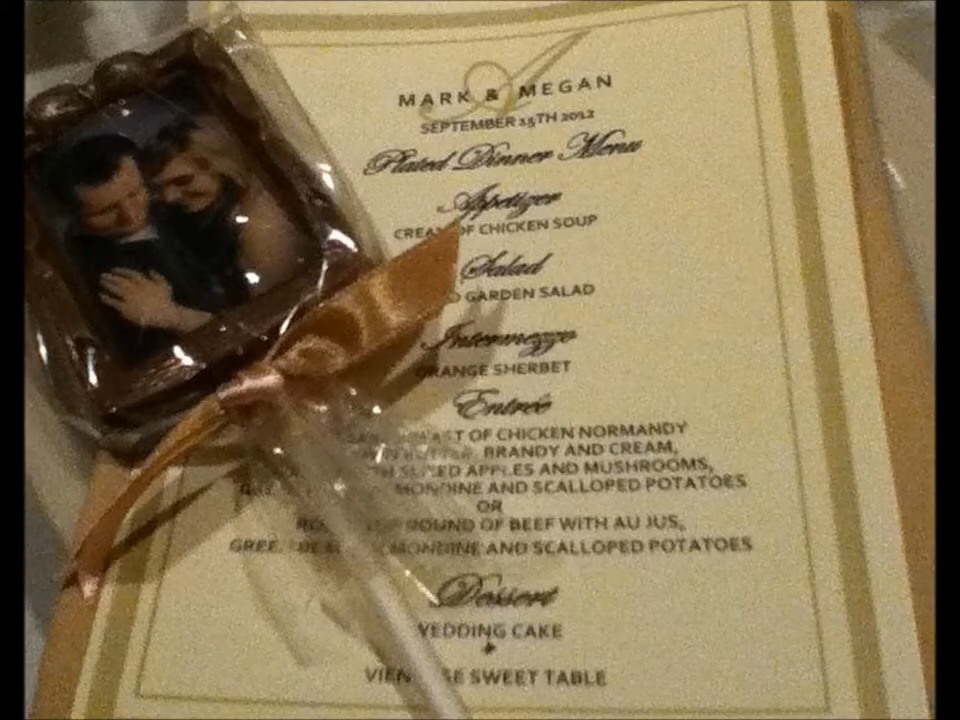 A
MARK & MEGAN
SEPTEMBER 15TH 2012
Plated Dinner Menu
Appetizer
CREAM OF CHICKEN SOUP
Salad
GARDEN SALAD
Intermezzo
ORANGE SHERBET
Entrée
OF CHICKEN NORMANDY
BRANDY AND CREAM,
SLICED APPLES AND MUSHROOMS,
AND SCALLOPED POTATOES
OR
ROUND OF BEEF WITH AU JUS,
AND SCALLOPED POTATOES
Dessert
WEDDING CAKE
SWEET TABLE